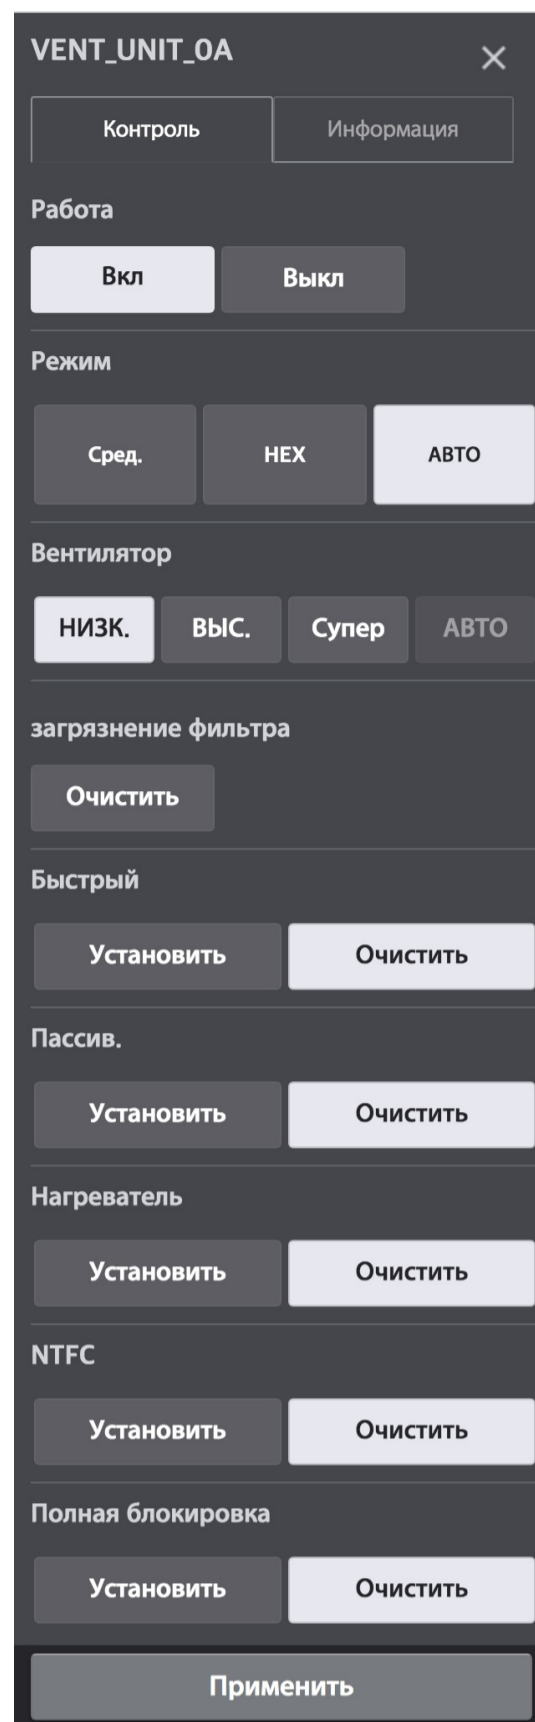 VENT_UNIT_0A
Контроль Информация
Работа
Вкл Выкл
Режим
Сред. HEX АВТО
Вентилятор
НИЗК. ВЫС. Супер АВТО
загрязнение фильтра
Очистить
Быстрый
Установить Очистить
Пассив.
Установить Очистить
Нагреватель
Установить Очистить
NTFC
Установить Очистить
Полная блокировка
Установить Очистить
Применить